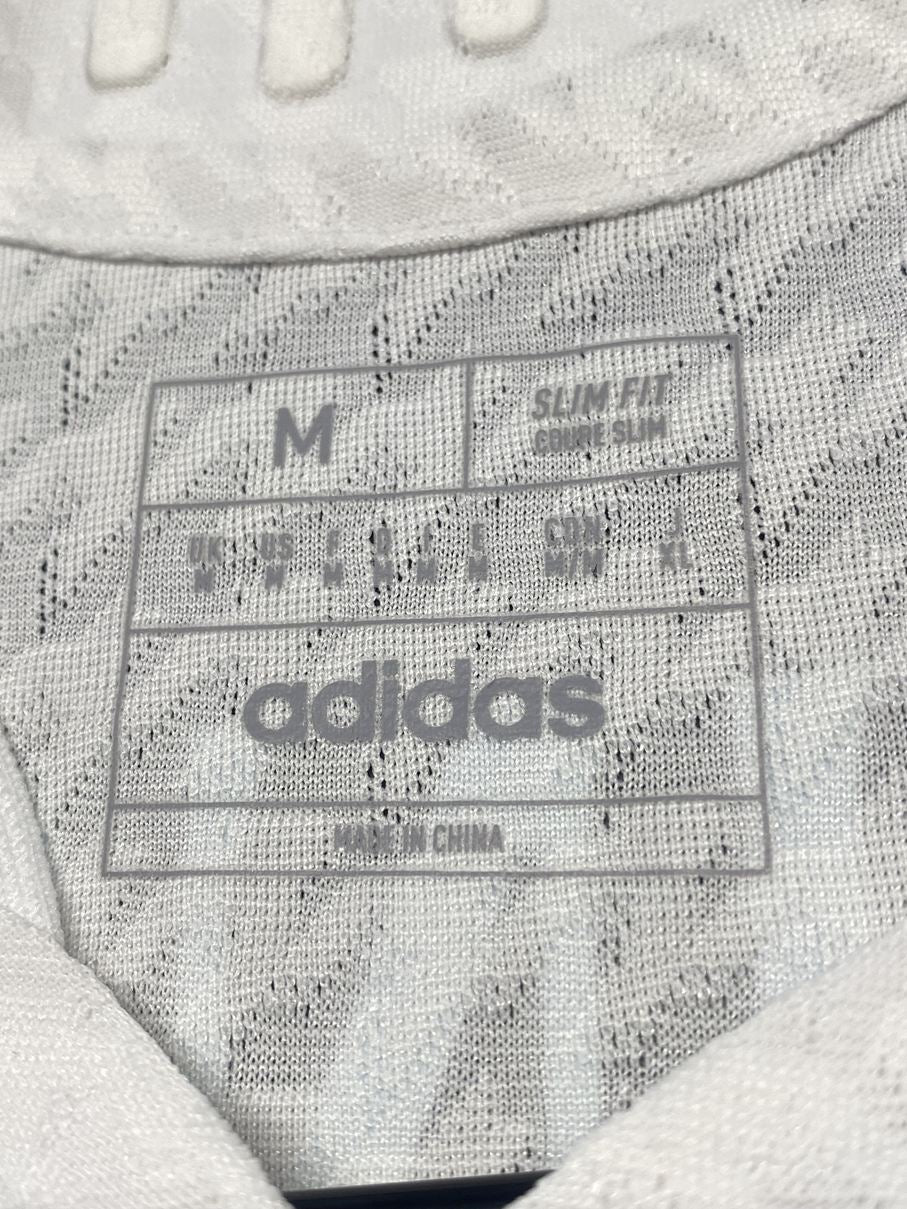 M
SLIM FIT
COUPE SLIM
UK US F D I E CDN J
M M M M M M M/M XL
adidas
MADE IN CHINA